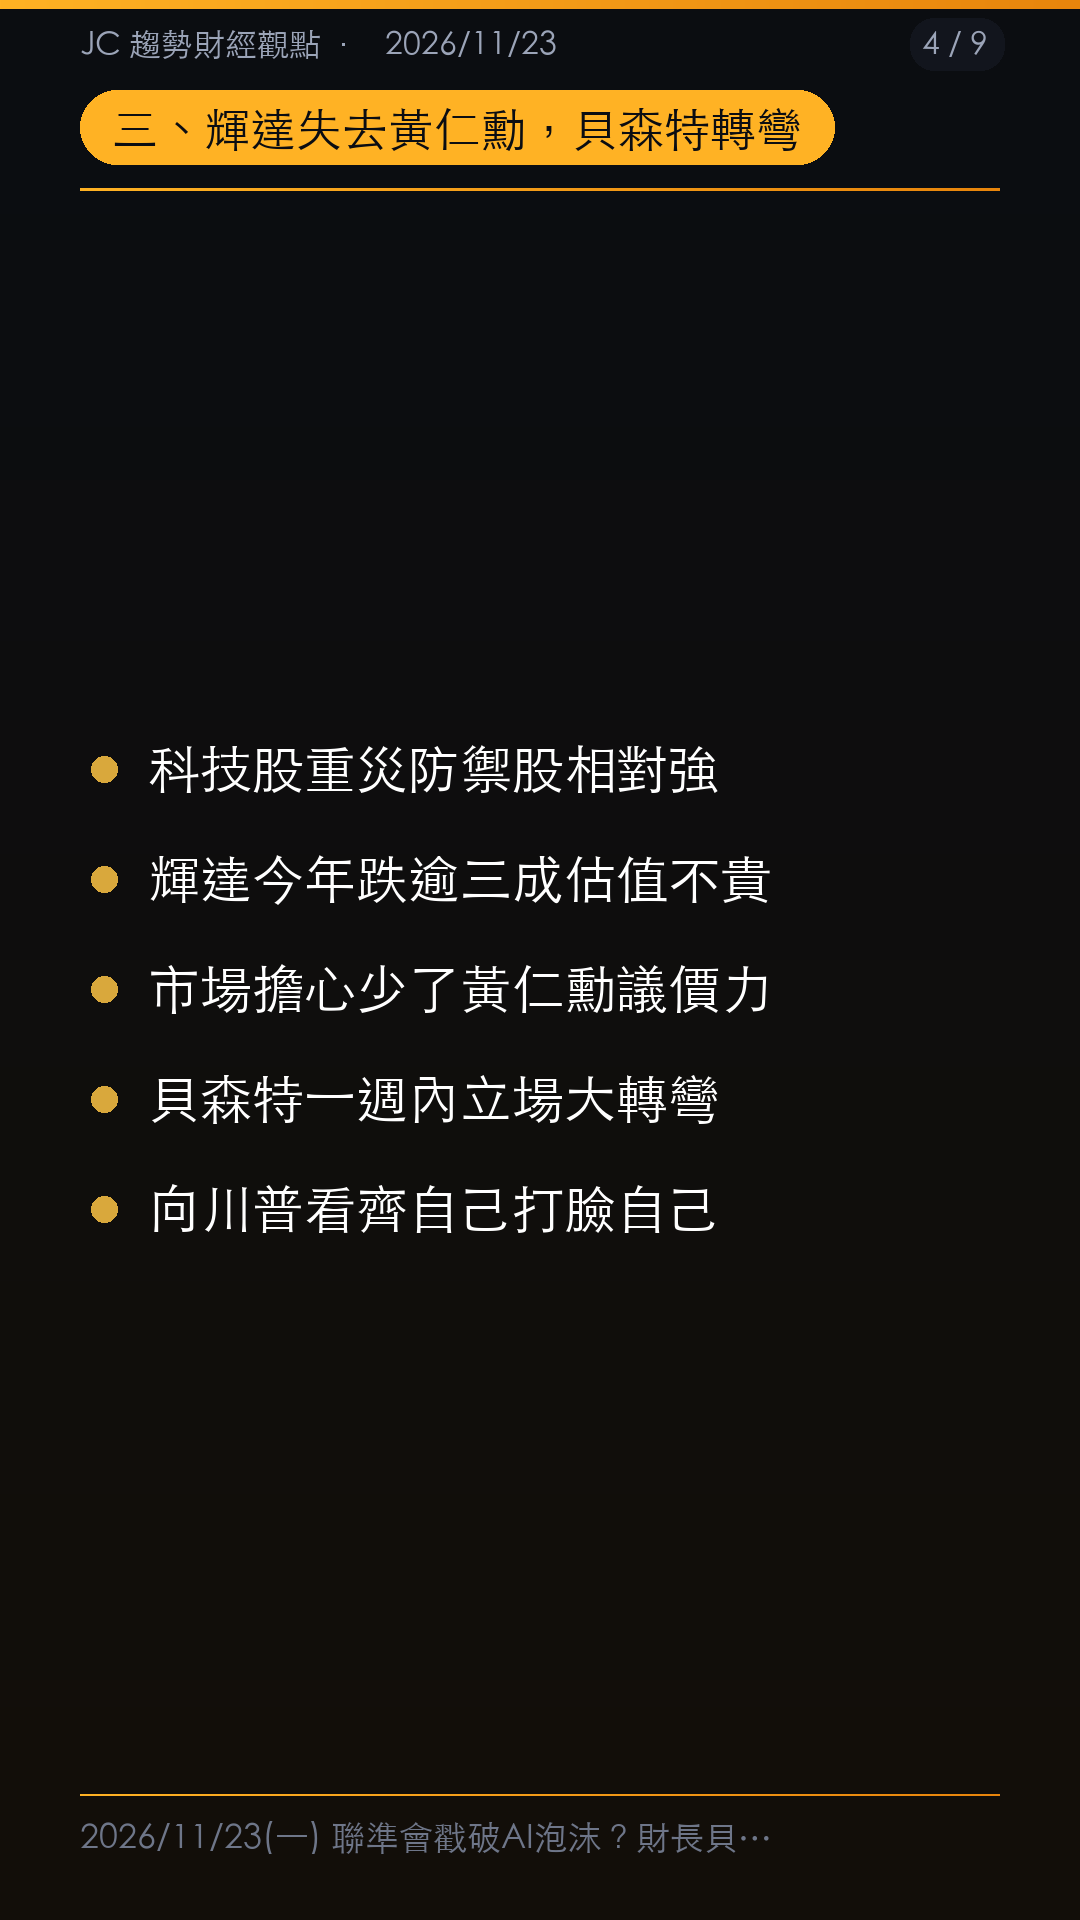 JC 趨勢財經觀點 · 2026/11/23
4 / 9
三、輝達失去黃仁勳，貝森特轉彎
科技股重災防禦股相對強
輝達今年跌逾三成估值不貴
市場擔心少了黃仁勳議價力
貝森特一週內立場大轉彎
向川普看齊自己打臉自己
2026/11/23(一) 聯準會戳破AI泡沫？財長貝…